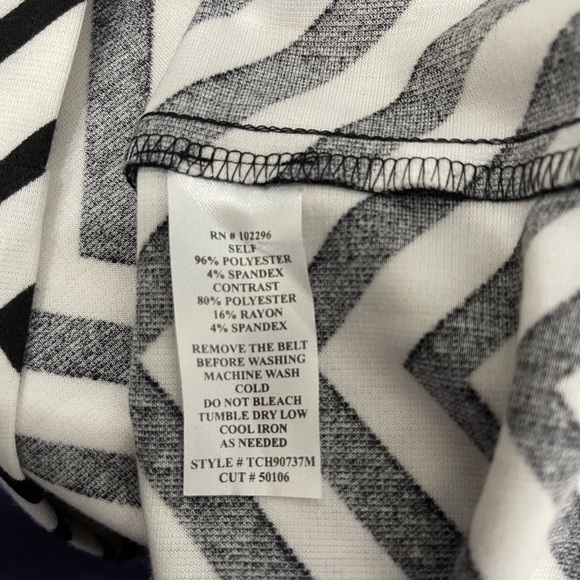 RN # 102296
SELF
96% POLYESTER
4% SPANDEX
CONTRAST
80% POLYESTER
16% RAYON
4% SPANDEX
REMOVE THE BELT
BEFORE WASHING
MACHINE WASH
COLD
DO NOT BLEACH
TUMBLE DRY LOW
COOL IRON
AS NEEDED
STYLE # TCH90737M
CUT # 50106